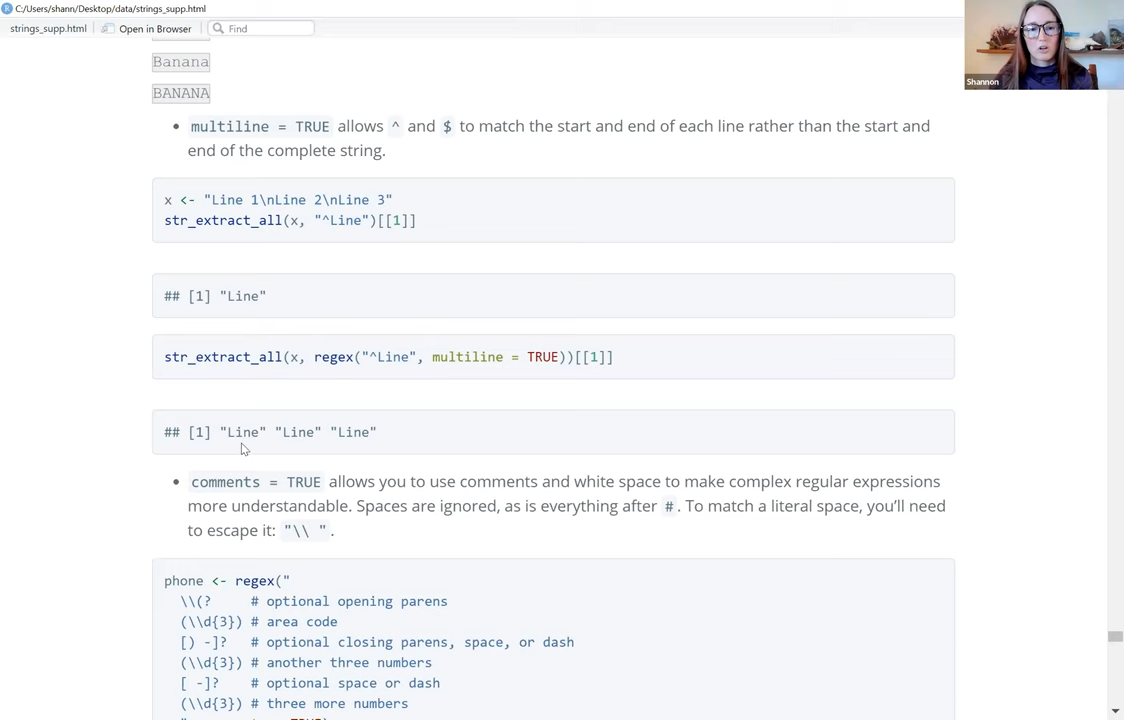 C:/Users/shann/Desktop/data/strings_supp.html
strings_supp.html Open in Browser Find
Shannon
Banana
BANANA
multiline = TRUE allows ^ and $ to match the start and end of each line rather than the start and
end of the complete string.
x <- "Line 1\nLine 2\nLine 3"
str_extract_all(x, "^Line")[[1]]
## [1] "Line"
str_extract_all(x, regex("^Line", multiline = TRUE))[[1]]
## [1] "Line" "Line" "Line"
comments = TRUE allows you to use comments and white space to make complex regular expressions
more understandable. Spaces are ignored, as is everything after #. To match a literal space, you’ll need
to escape it: "\\ ".
phone <- regex("
\\(? # optional opening parens
(\\d{3}) # area code
[) -]? # optional closing parens, space, or dash
(\\d{3}) # another three numbers
[ -]? # optional space or dash
(\\d{3}) # three more numbers